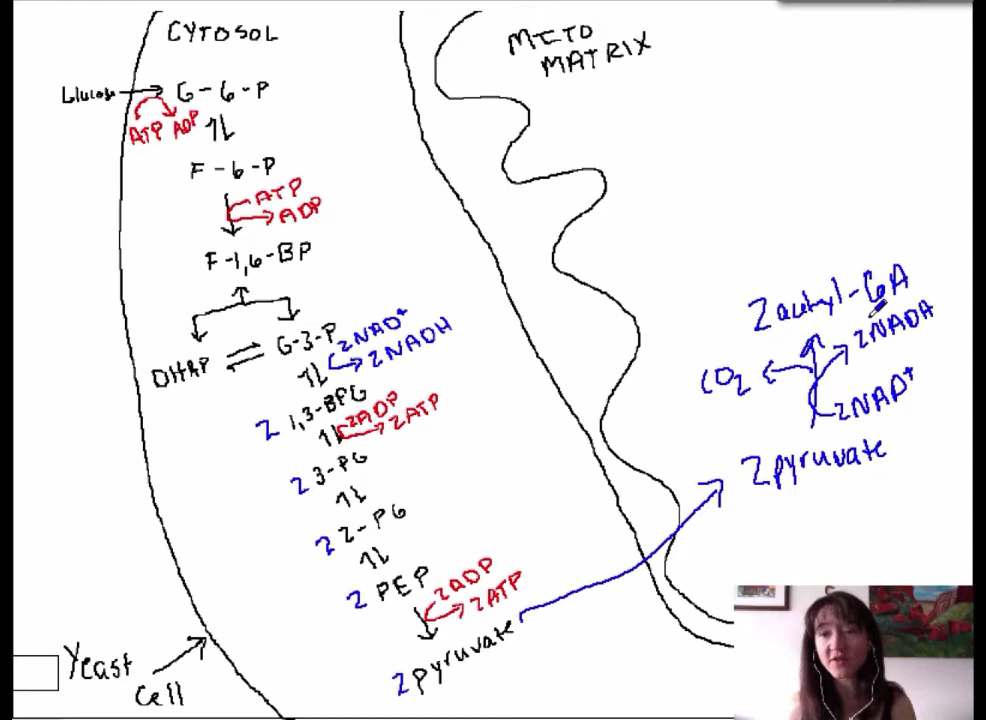 CYTOSOL
MITO
MATRIX
Glucose
G-6-P
ATP ADP
F-6-P
ATP
ADP
F-1,6-BP
DHAP
G-3-P
2NAD+
2NADH
2 1,3-BPG
2ADP
2ATP
2 3-PG
2 2-PG
2 PEP
2ADP
2ATP
2pyruvate
2pyruvate
2NAD+
CO2
2NADH
2acetyl-CoA
Yeast
cell